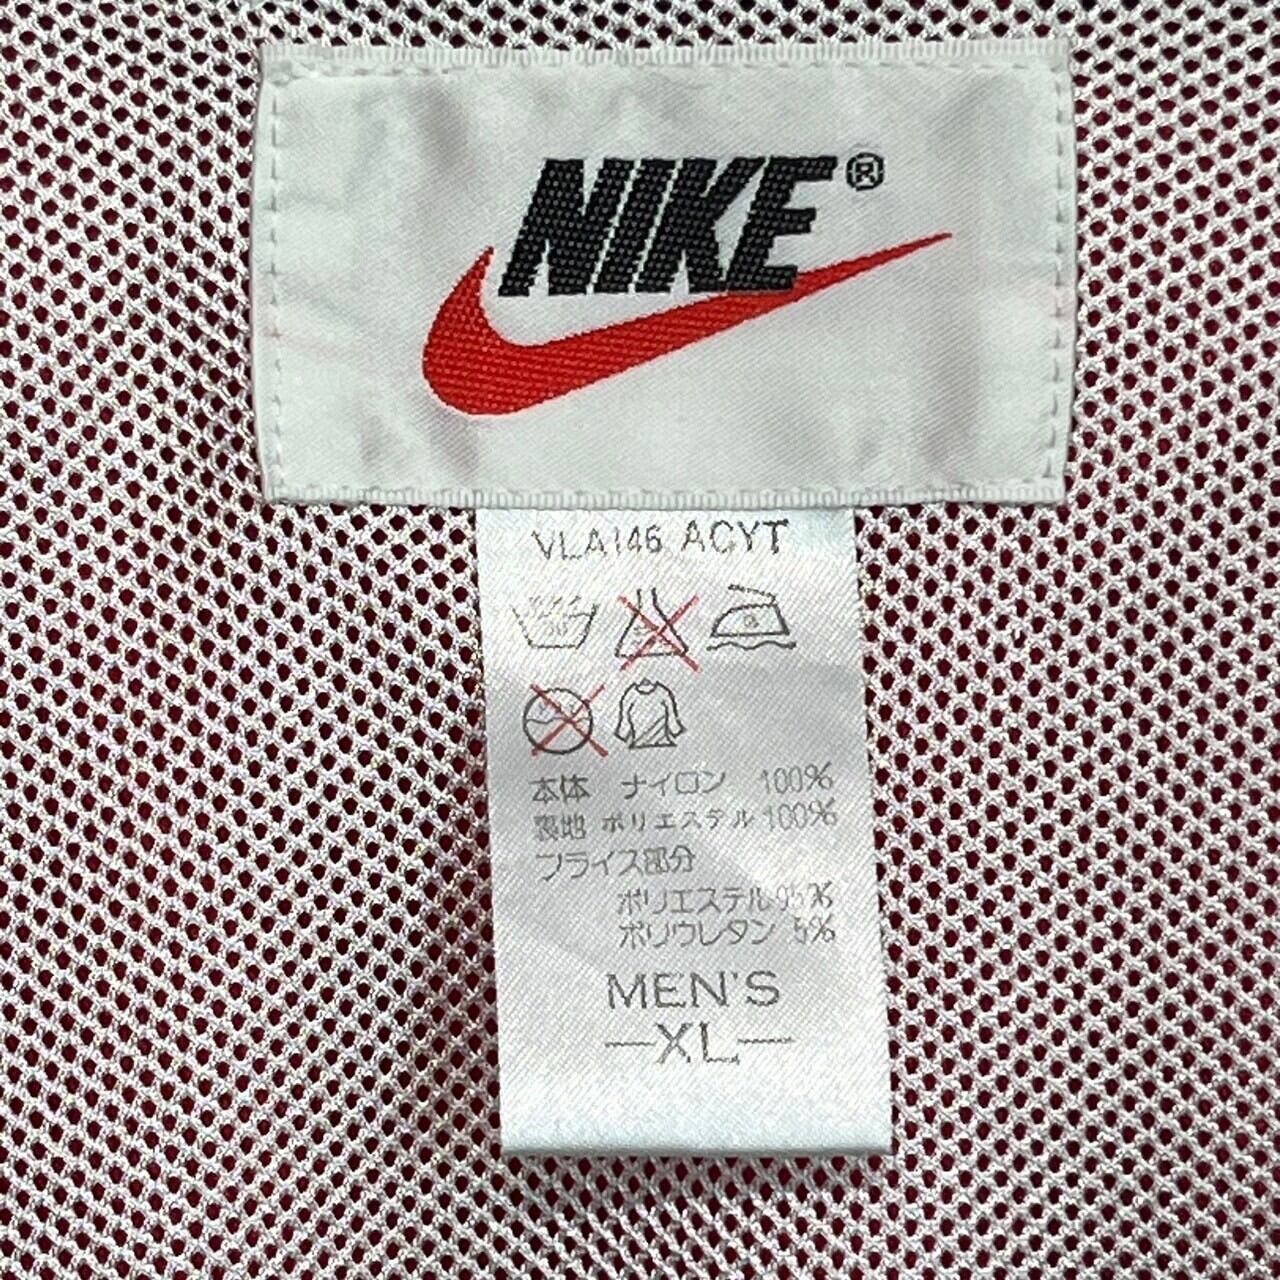 NIKE®
VLA146 ACYT
本体 ナイロン 100%
裏地 ポリエステル 100%
フライス部分
ポリエステル 95%
ポリウレタン 5%
MEN'S
—XL—